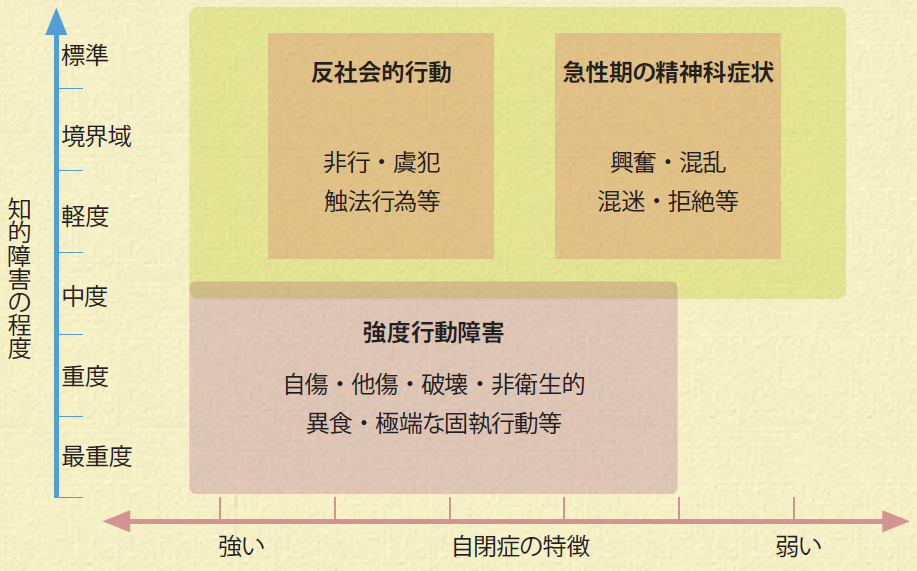 標準
境界域
軽度
中度
重度
最重度
知的障害の程度
反社会的行動
非行・虞犯
触法行為等
急性期の精神科症状
興奮・混乱
混迷・拒絶等
強度行動障害
自傷・他傷・破壊・非衛生的
異食・極端な固執行動等
強い
自閉症の特徴
弱い